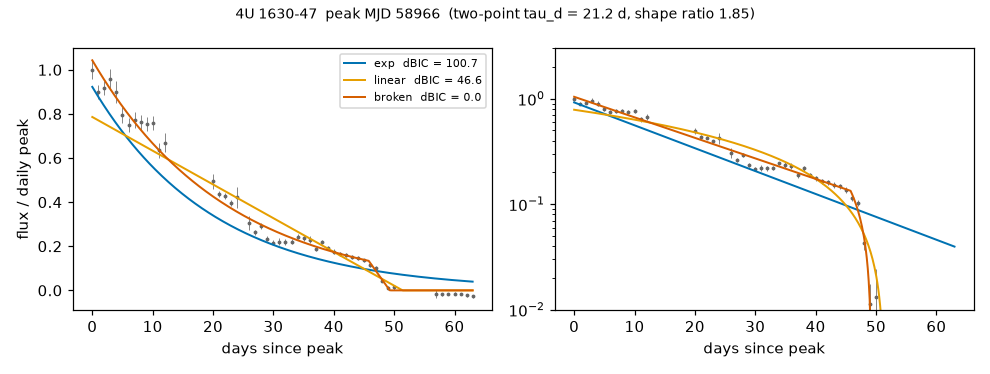 4U 1630-47  peak MJD 58966  (two-point tau_d = 21.2 d, shape ratio 1.85)
flux / daily peak
1.0
0.8
0.6
0.4
0.2
0.0
exp  dBIC = 100.7
linear  dBIC = 46.6
broken  dBIC = 0.0
0 10 20 30 40 50 60
days since peak
10⁰
10⁻¹
10⁻²
0 10 20 30 40 50 60
days since peak